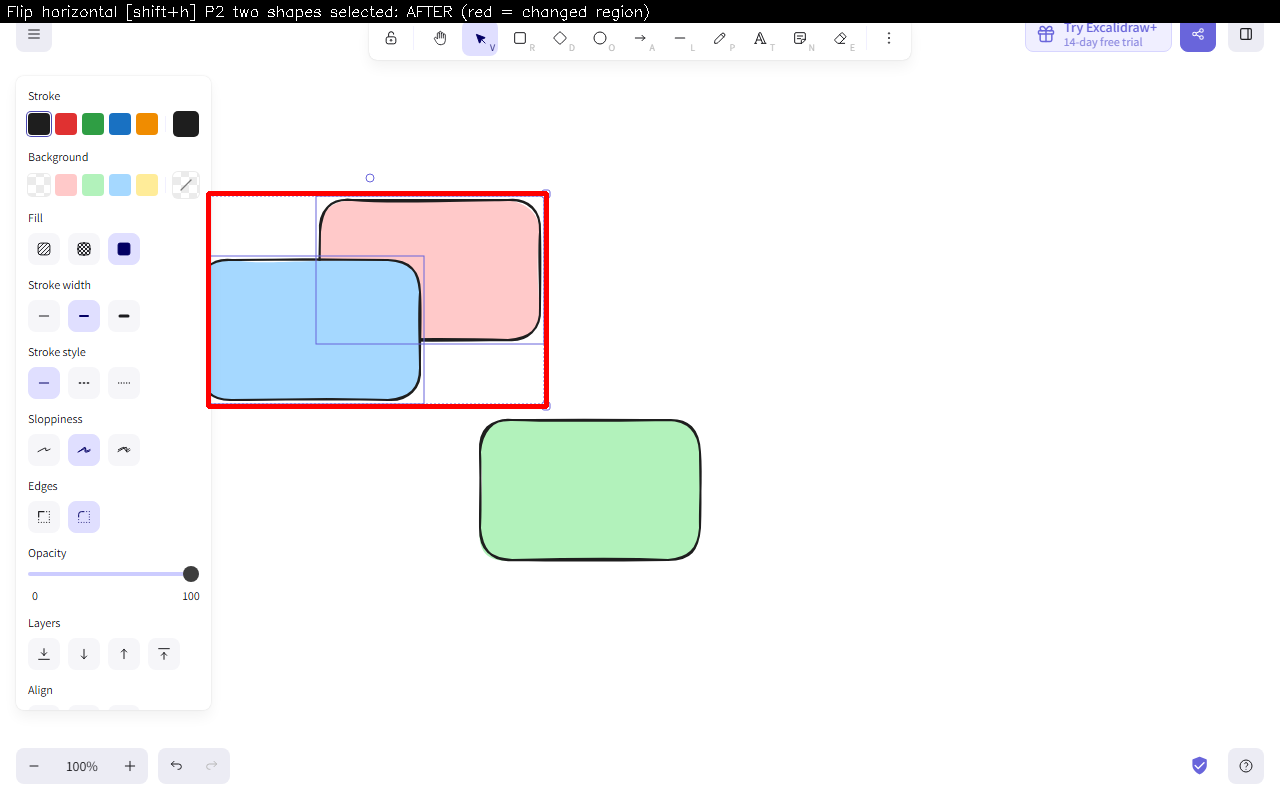 Flip horizontal [shift+h] P2 two shapes selected: AFTER (red = changed region)
V
R
D
O
A
L
P
T
N
E
Try Excalidraw+
14-day free trial
Stroke
Background
Fill
Stroke width
Stroke style
Sloppiness
Edges
Opacity
0
100
Layers
Align
100%